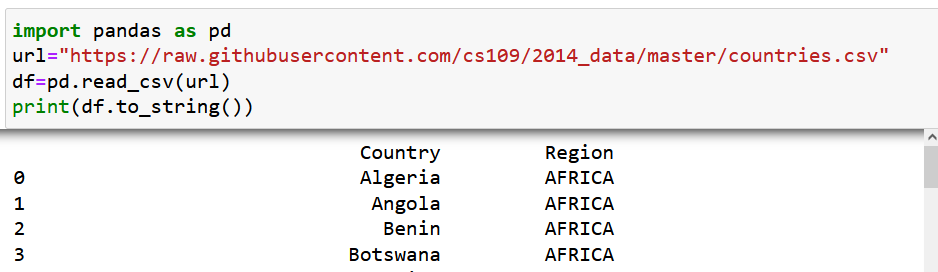 import pandas as pd
url="https://raw.githubusercontent.com/cs109/2014_data/master/countries.csv"
df=pd.read_csv(url)
print(df.to_string())
Country Region
0 Algeria AFRICA
1 Angola AFRICA
2 Benin AFRICA
3 Botswana AFRICA